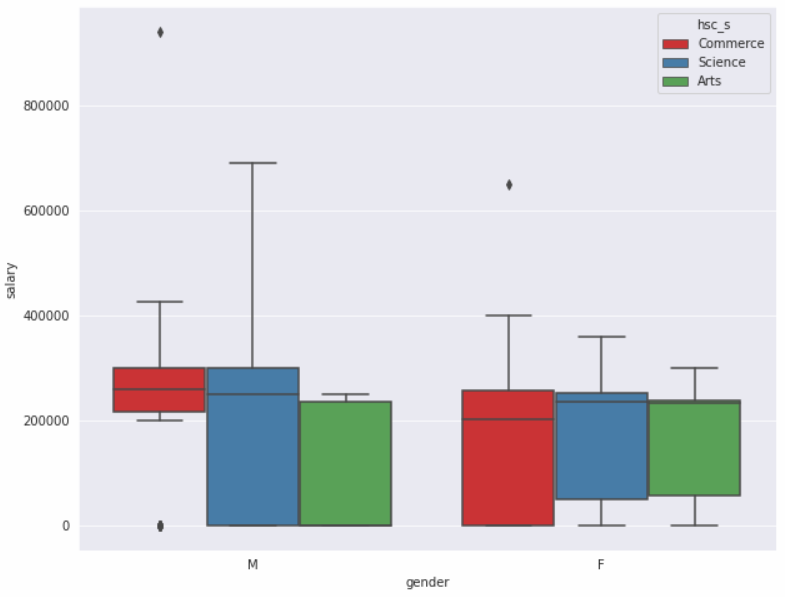 hsc_s
Commerce
Science
Arts
800000
600000
400000
200000
0
salary
M
F
gender